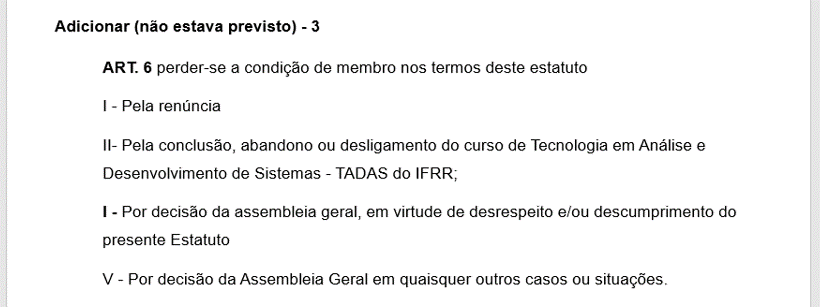 Adicionar (não estava previsto) - 3
ART. 6 perder-se a condição de membro nos termos deste estatuto
I - Pela renúncia
II- Pela conclusão, abandono ou desligamento do curso de Tecnologia em Análise e
Desenvolvimento de Sistemas - TADAS do IFRR;
I - Por decisão da assembleia geral, em virtude de desrespeito e/ou descumprimento do
presente Estatuto
V - Por decisão da Assembleia Geral em quaisquer outros casos ou situações.